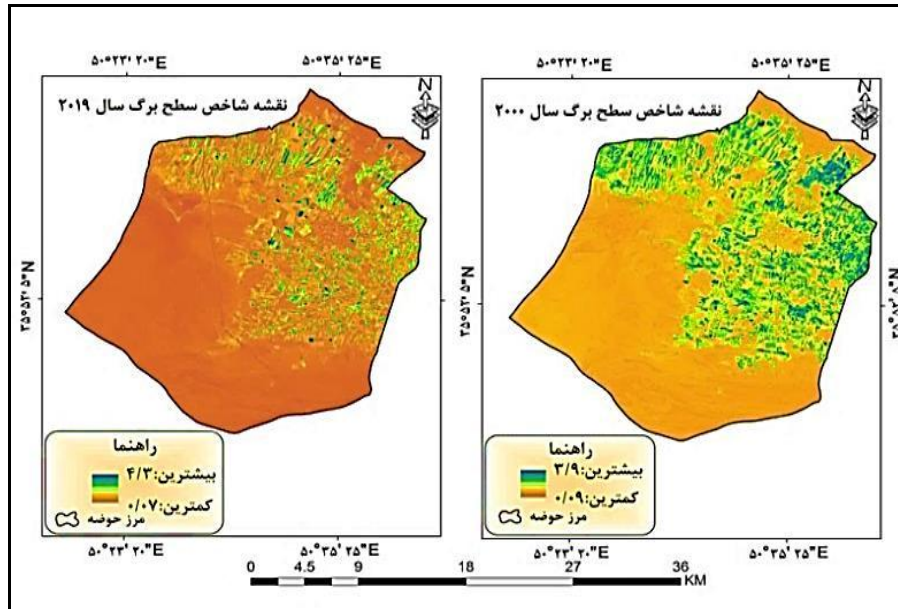 ۵۰°۲۳' ۲۰"E
۵۰°۳۵' ۲۵"E
نقشه شاخص سطح برگ سال ۲۰۱۹
N
۳۵°۵۲' ۵"N
راهنما
بیشترین:۴/۳
کمترین:۰/۰۷
مرز حوضه
۵۰°۲۳' ۲۰"E
۵۰°۳۵' ۲۵"E
۵۰°۲۳' ۲۰"E
۵۰°۳۵' ۲۵"E
نقشه شاخص سطح برگ سال ۲۰۰۰
N
۳۵°۵۲' ۵"N
راهنما
بیشترین:۳/۹
کمترین:۰/۰۹
مرز حوضه
۵۰°۲۳' ۲۰"E
۵۰°۳۵' ۲۵"E
0 4.5 9 18 27 36
KM